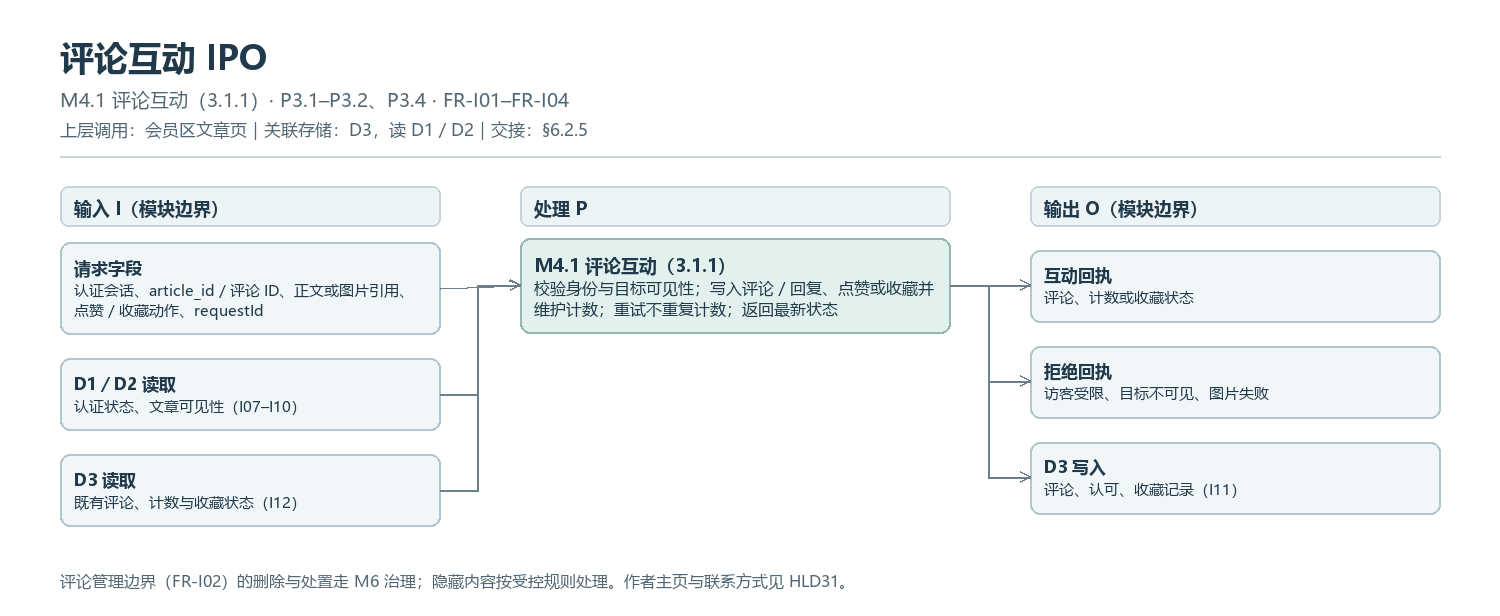 评论互动 IPO
M4.1 评论互动（3.1.1）· P3.1–P3.2、P3.4 · FR-I01–FR-I04
上层调用：会员区文章页 | 关联存储：D3，读 D1 / D2 | 交接：§6.2.5
输入 I（模块边界）
请求字段
认证会话、article_id / 评论 ID、正文或图片引用、
点赞 / 收藏动作、requestId
D1 / D2 读取
认证状态、文章可见性（I07–I10）
D3 读取
既有评论、计数与收藏状态（I12）
处理 P
M4.1 评论互动（3.1.1）
校验身份与目标可见性；写入评论 / 回复、点赞或收藏并
维护计数；重试不重复计数；返回最新状态
输出 O（模块边界）
互动回执
评论、计数或收藏状态
拒绝回执
访客受限、目标不可见、图片失败
D3 写入
评论、认可、收藏记录（I11）
评论管理边界（FR-I02）的删除与处置走 M6 治理；隐藏内容按受控规则处理。作者主页与联系方式见 HLD31。